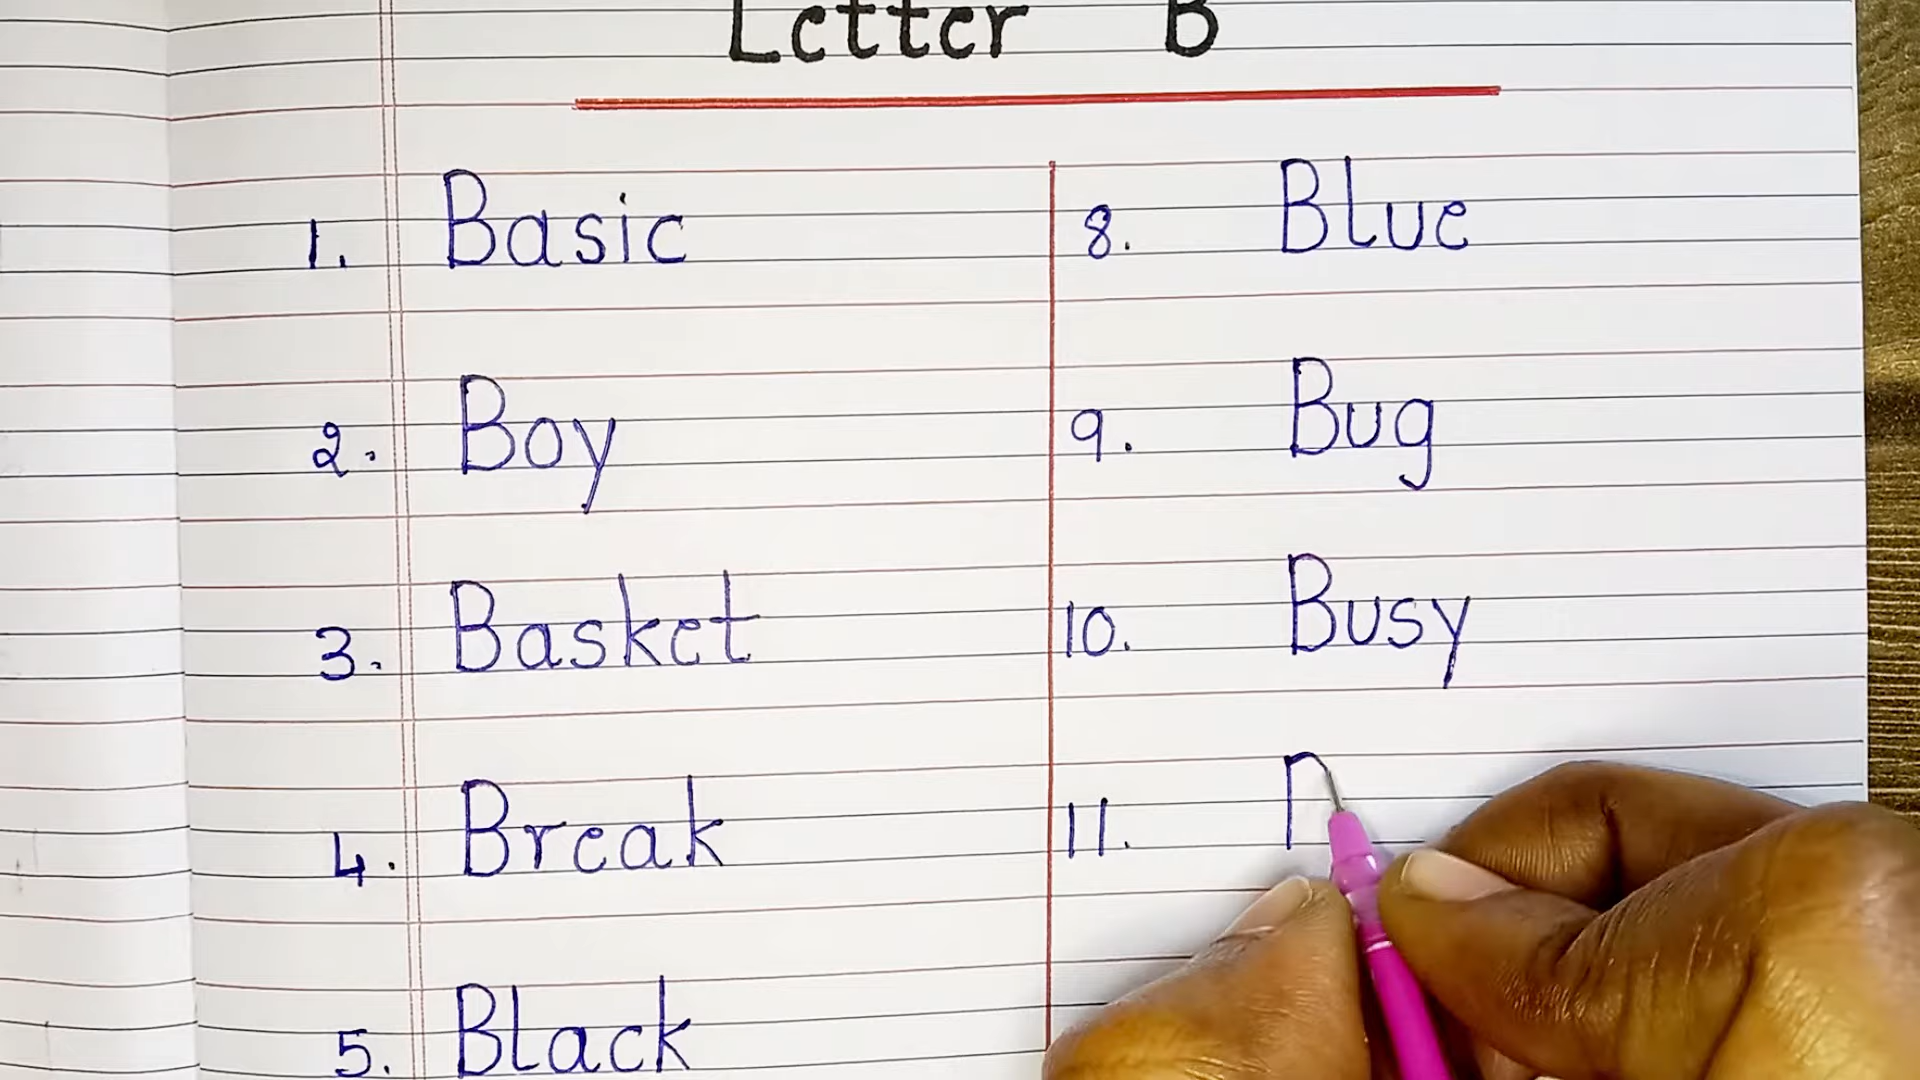 Letter B
1. Basic
2. Boy
3. Basket
4. Break
5. Black
8. Blue
9. Bug
10. Busy
11.